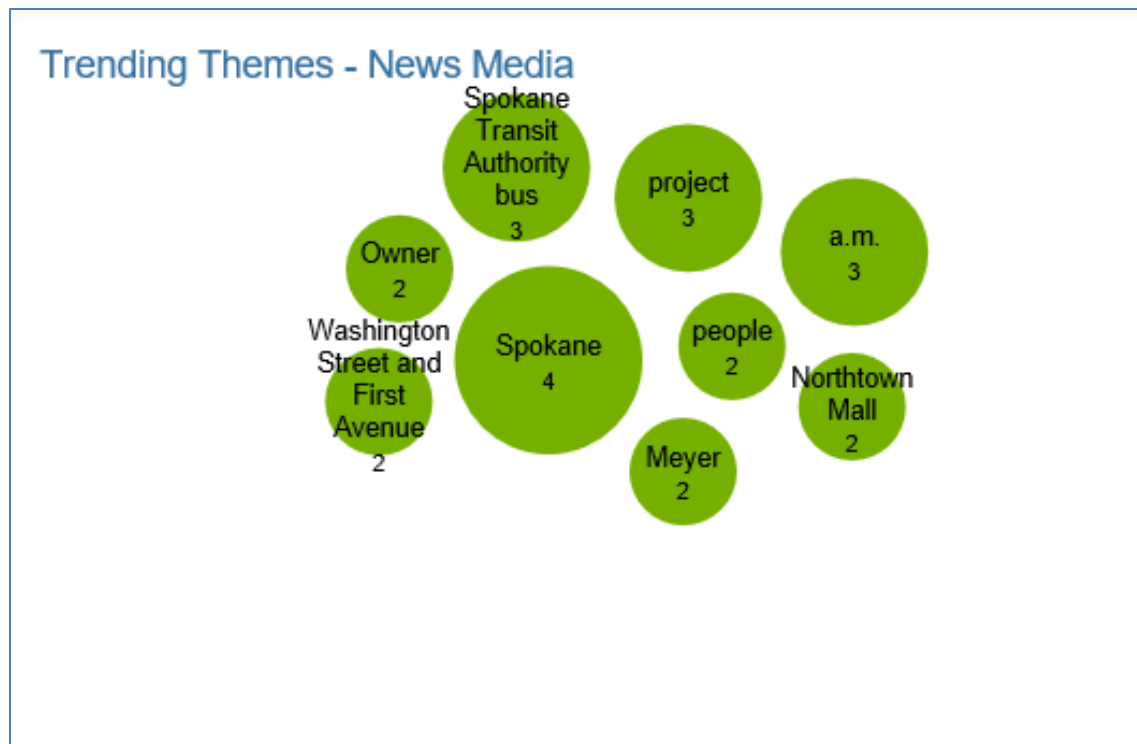 Trending Themes - News Media
Spokane
Transit
Authority
bus
3
project
3
a.m.
3
Owner
2
Spokane
4
people
2
Washington
Street and
First
Avenue
2
Northtown
Mall
2
Meyer
2